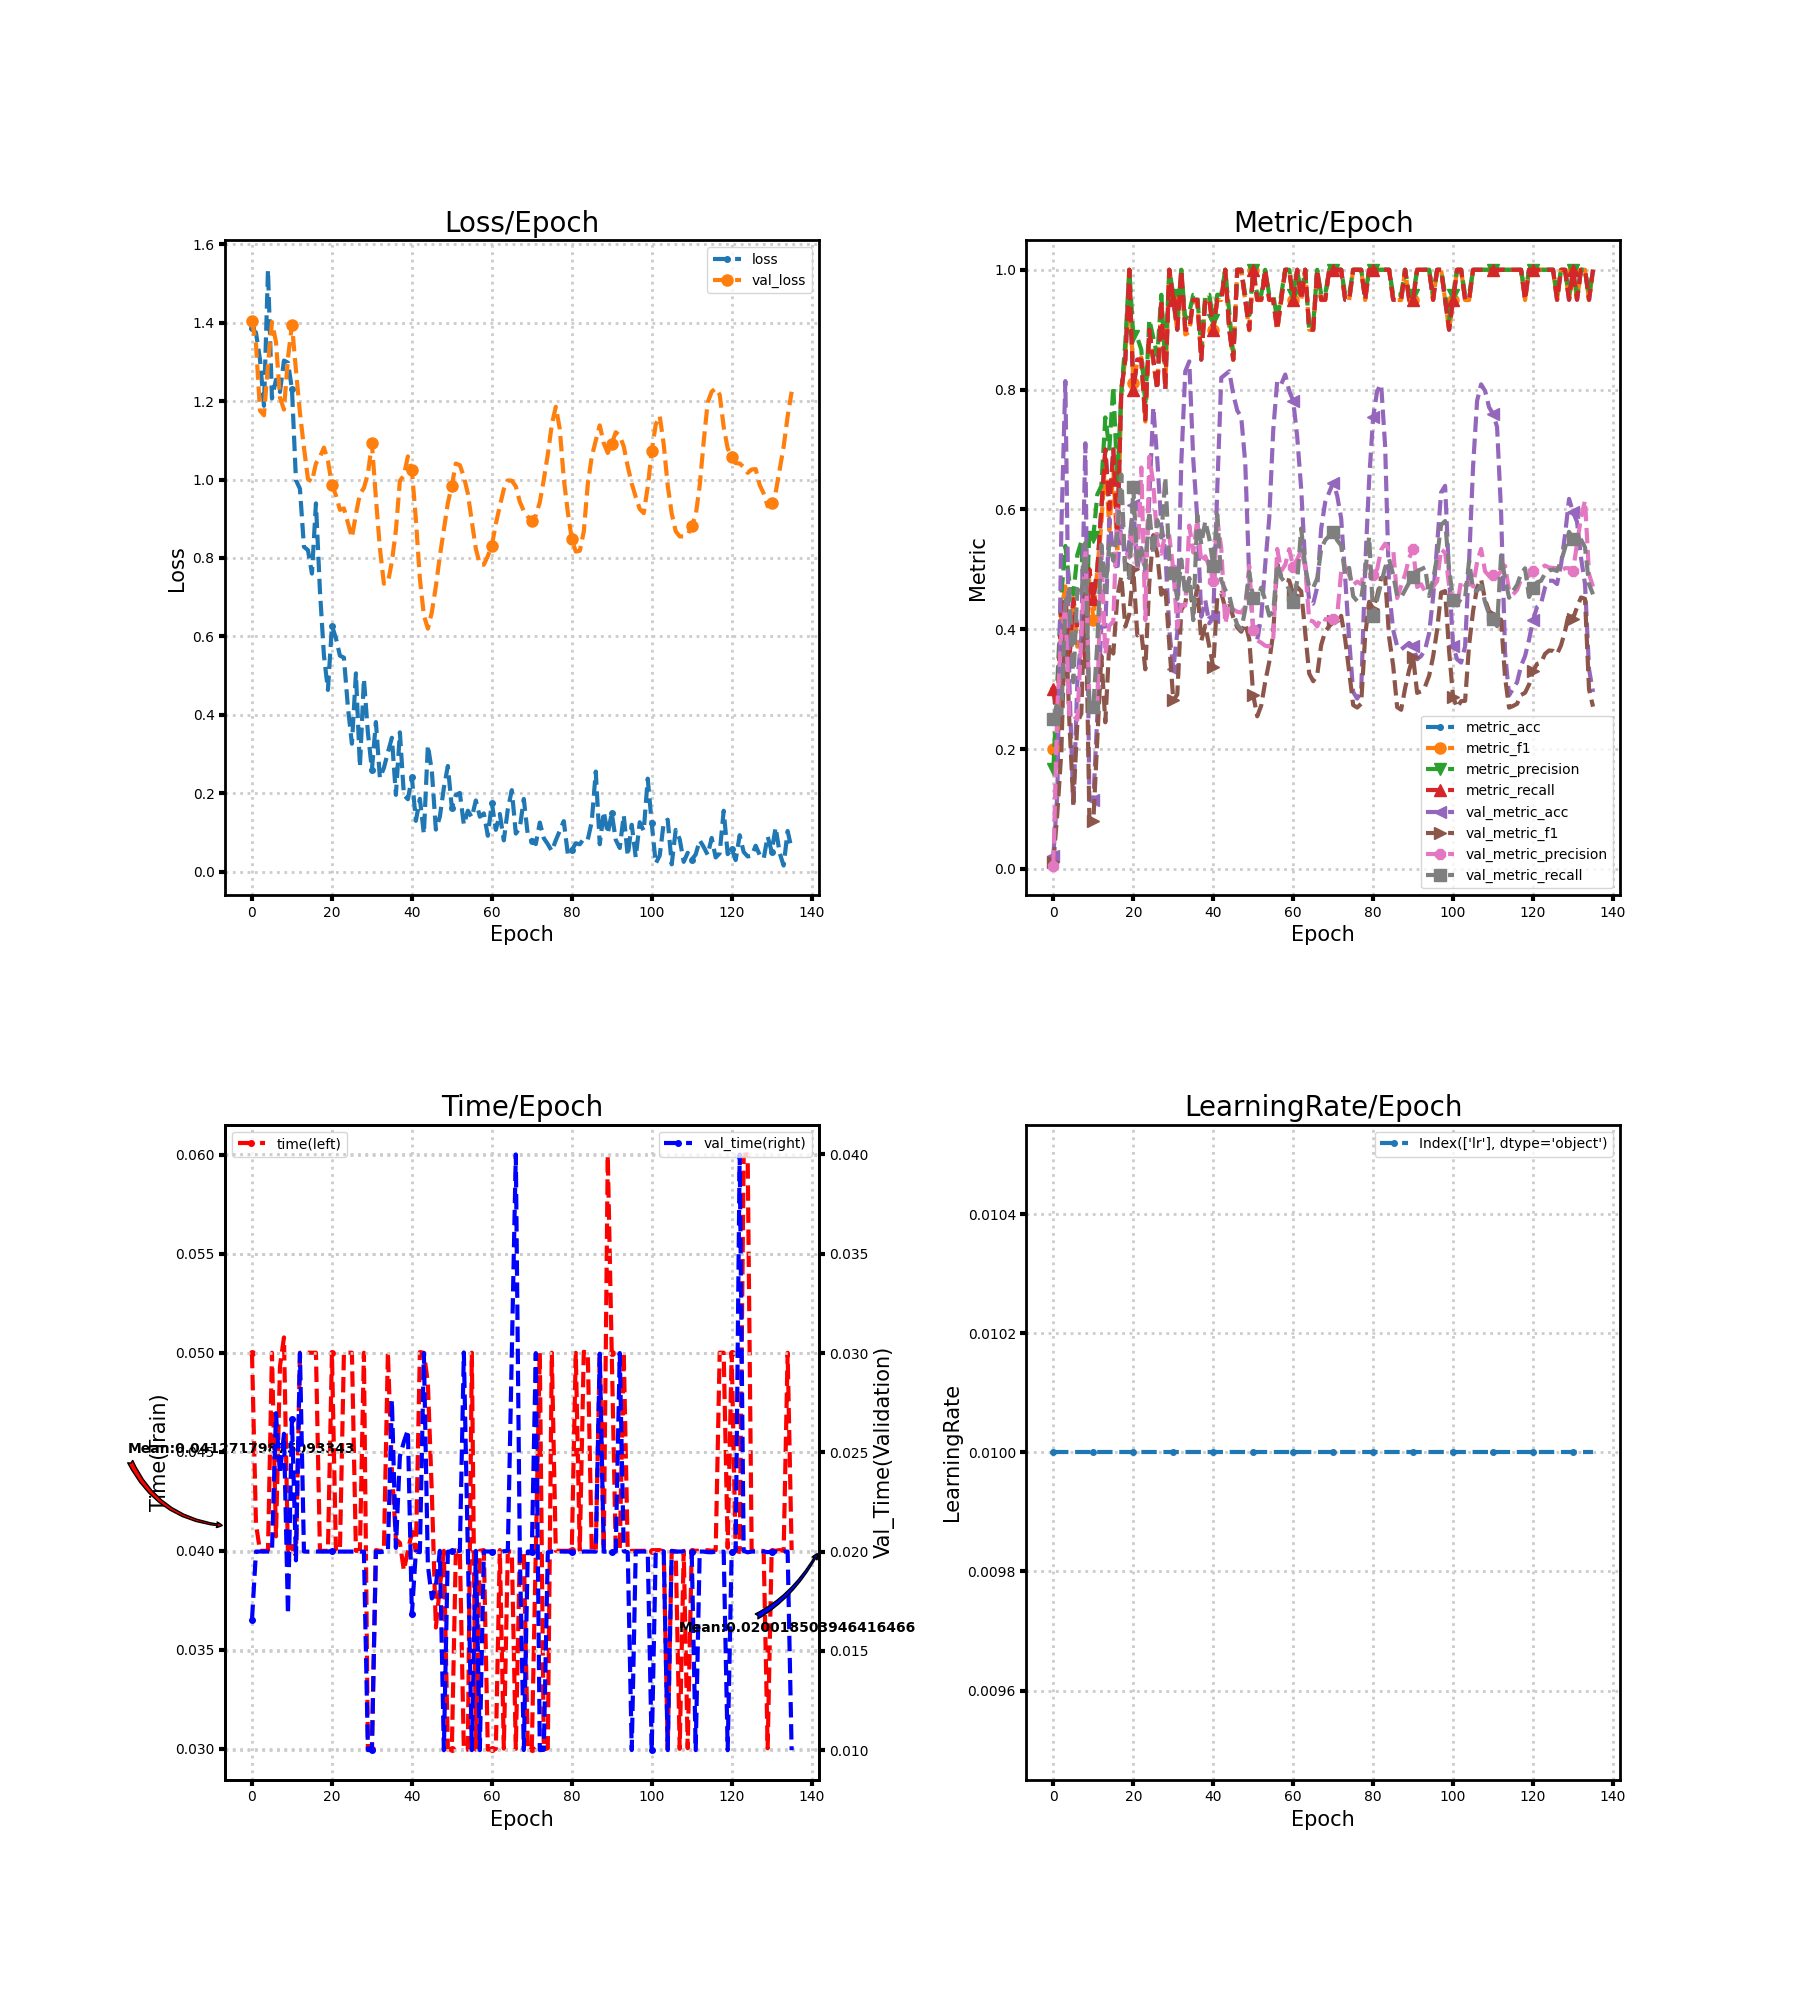 Loss/Epoch
1.6
1.4
1.2
1.0
0.8
0.6
0.4
0.2
0.0
Loss
loss
val_loss
0 20 40 60 80 100 120 140
Epoch
Metric/Epoch
1.0
0.8
0.6
0.4
0.2
0.0
Metric
metric_acc
metric_f1
metric_precision
metric_recall
val_metric_acc
val_metric_f1
val_metric_precision
val_metric_recall
0 20 40 60 80 100 120 140
Epoch
Time/Epoch
time(left)
val_time(right)
0.060
0.055
0.050
0.045
0.040
0.035
0.030
Time(Train)
0.040
0.035
0.030
0.025
0.020
0.015
0.010
Val_Time(Validation)
Mean:0.020018503946416466
0 20 40 60 80 100 120 140
Epoch
LearningRate/Epoch
Index(['lr'], dtype='object')
0.0104
0.0102
0.0100
0.0098
0.0096
LearningRate
0 20 40 60 80 100 120 140
Epoch